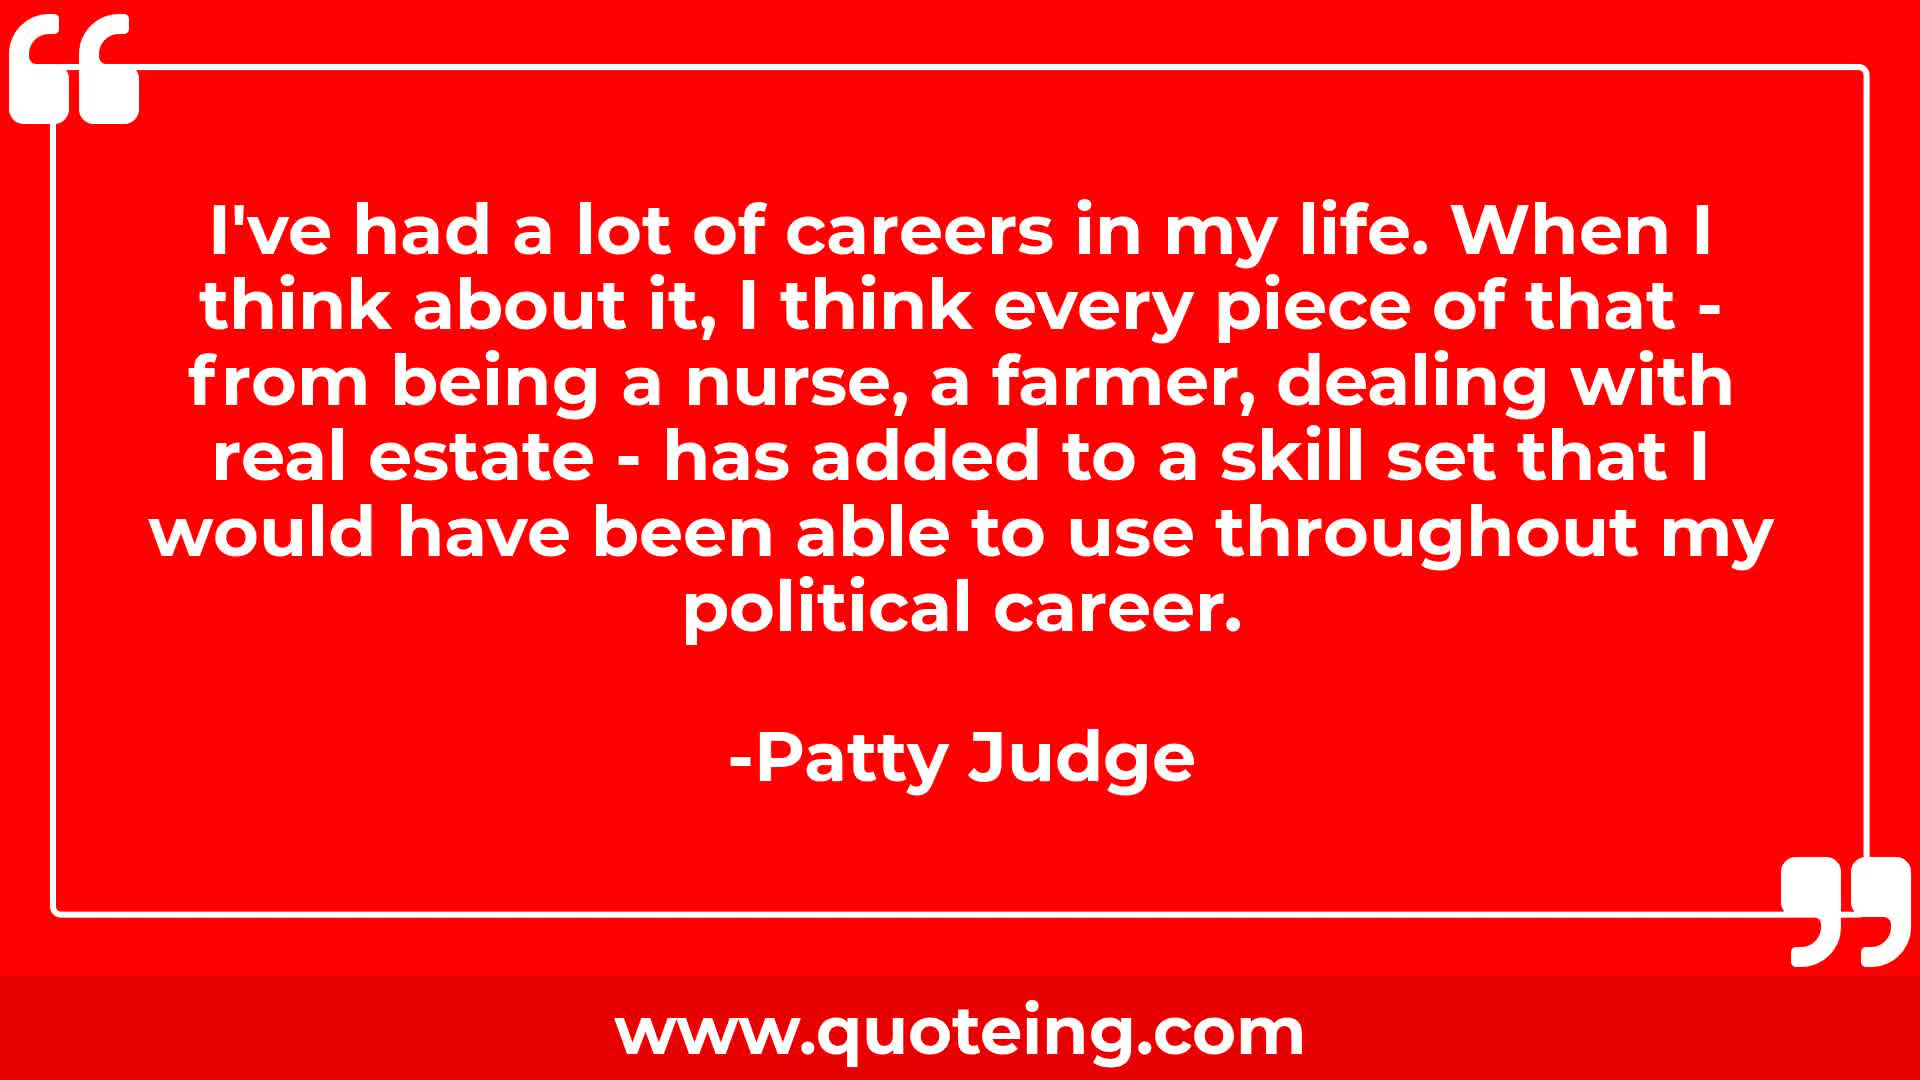 I've had a lot of careers in my life. When I
think about it, I think every piece of that -
from being a nurse, a farmer, dealing with
real estate - has added to a skill set that I
would have been able to use throughout my
political career.
-Patty Judge
www.quoteing.com